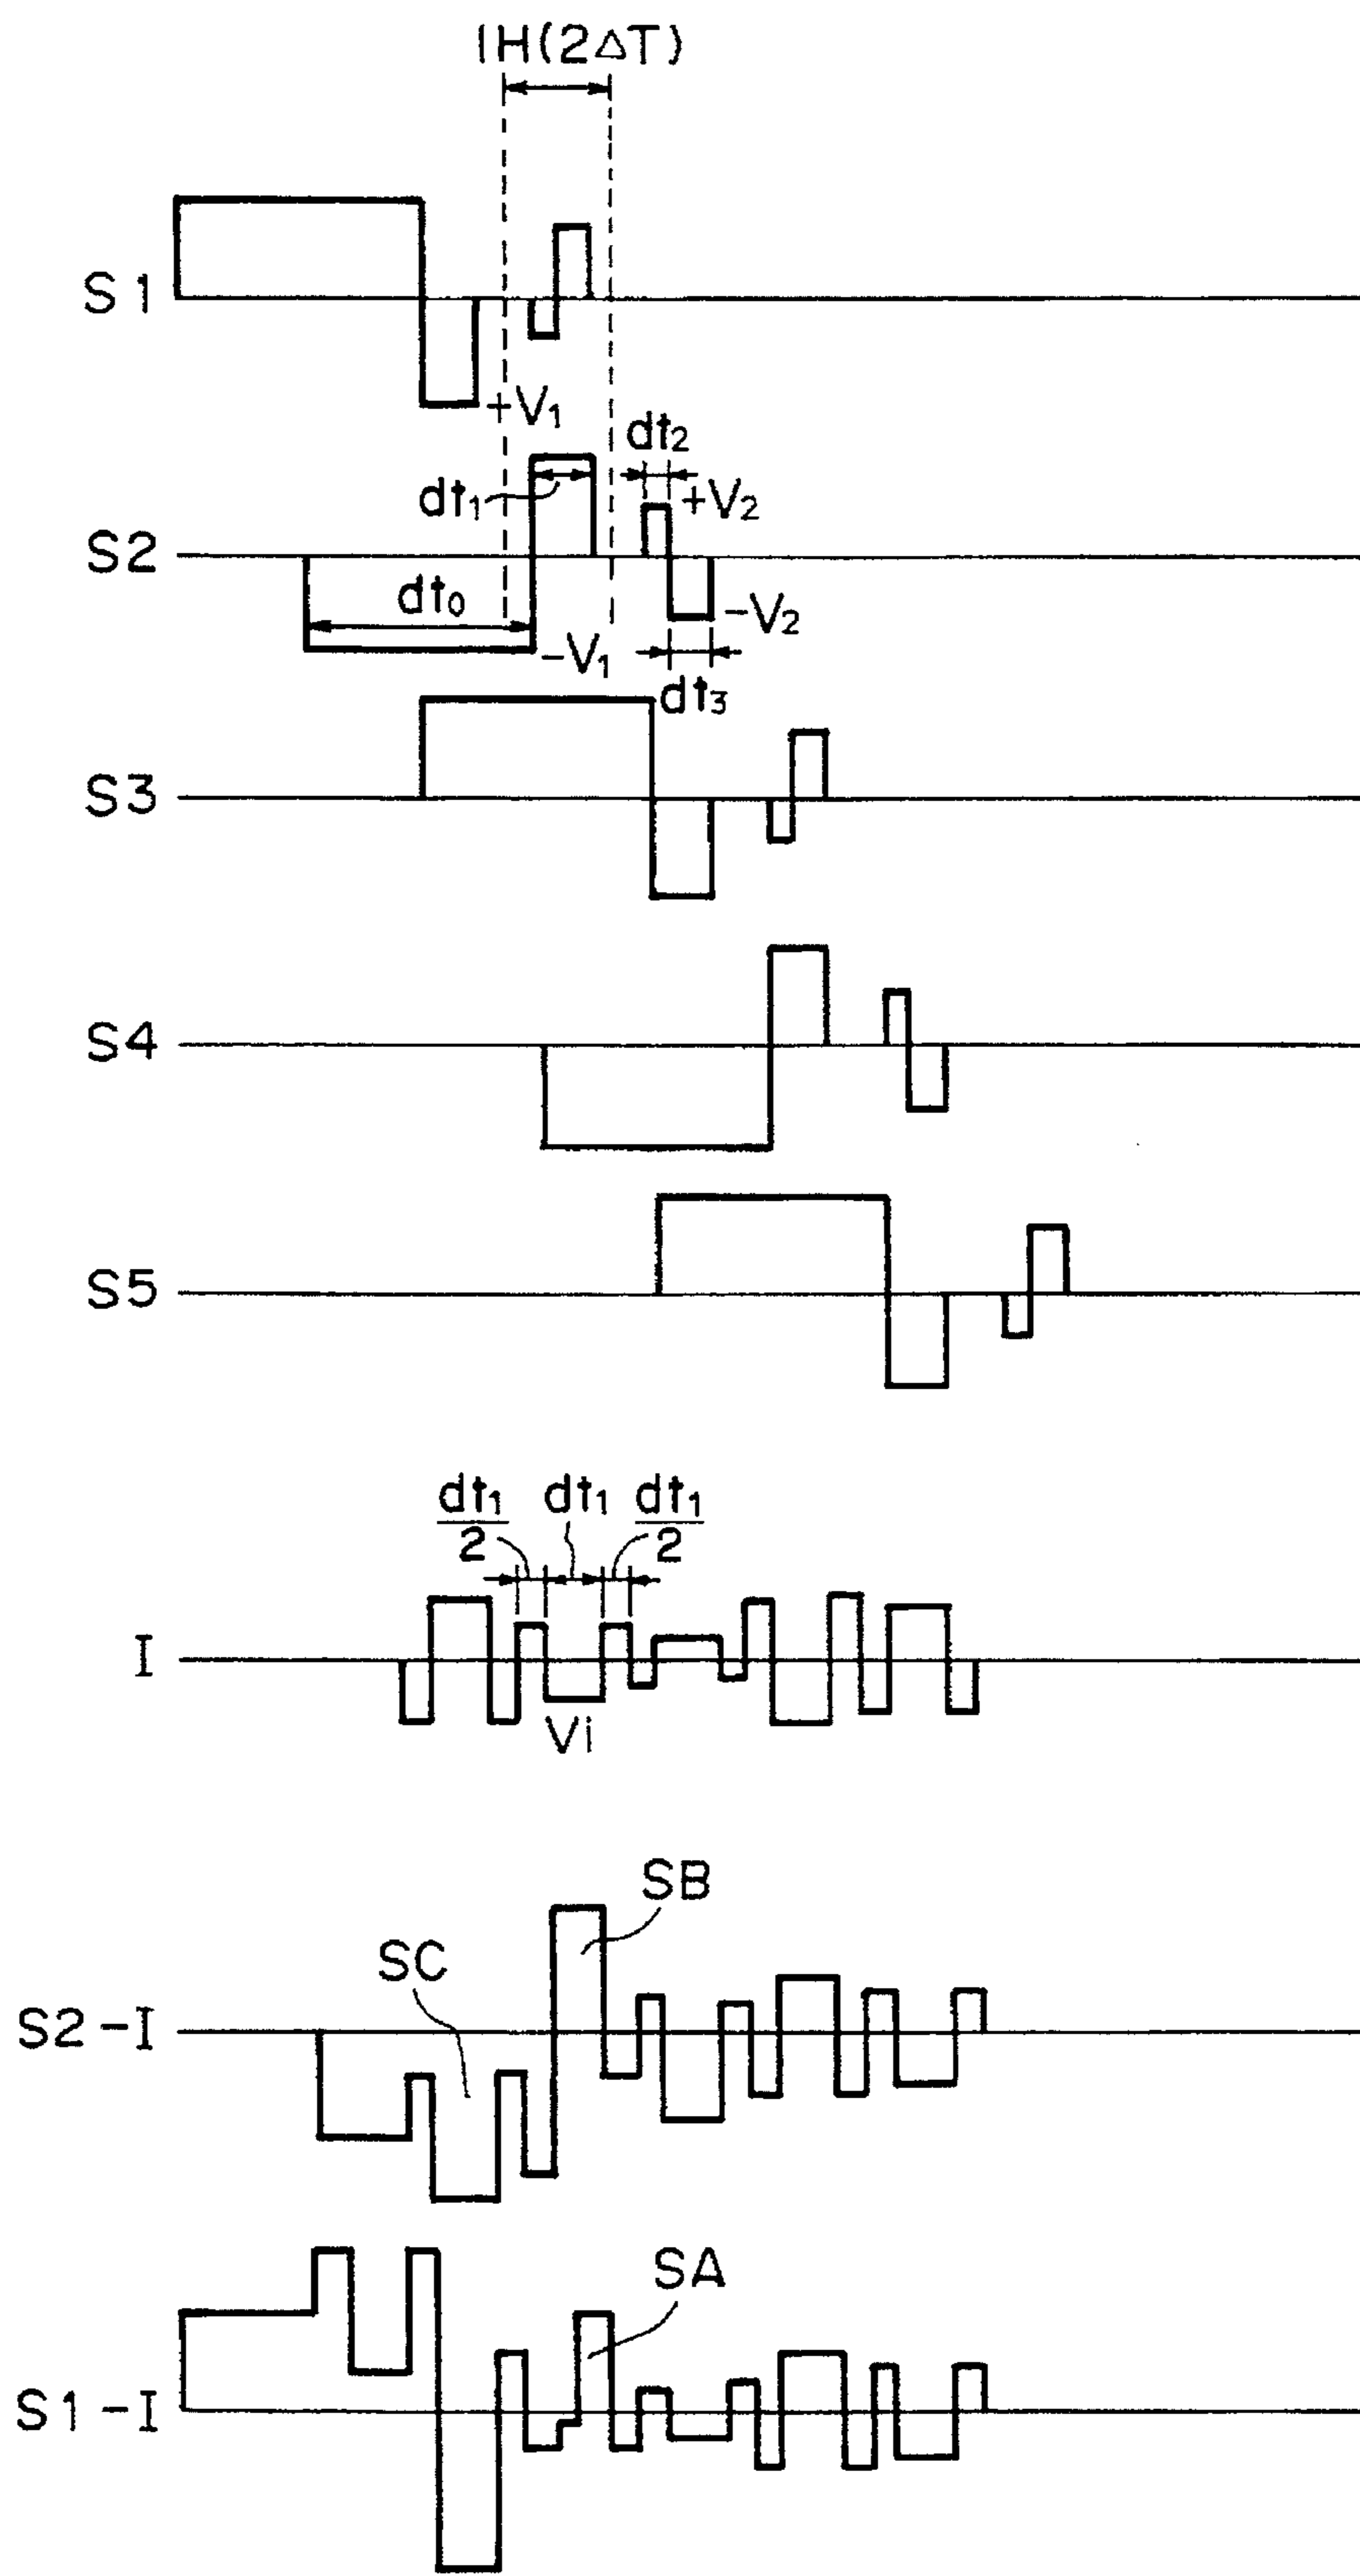 1H(2ΔT)
S1
+V₁
dt₂
dt₁
+V₂
S2
dt₀
-V₂
-V₁
dt₃
S3
S4
S5
dt₁/2 dt₁ dt₁/2
I
Vi
SB
SC
S2-I
SA
S1-I